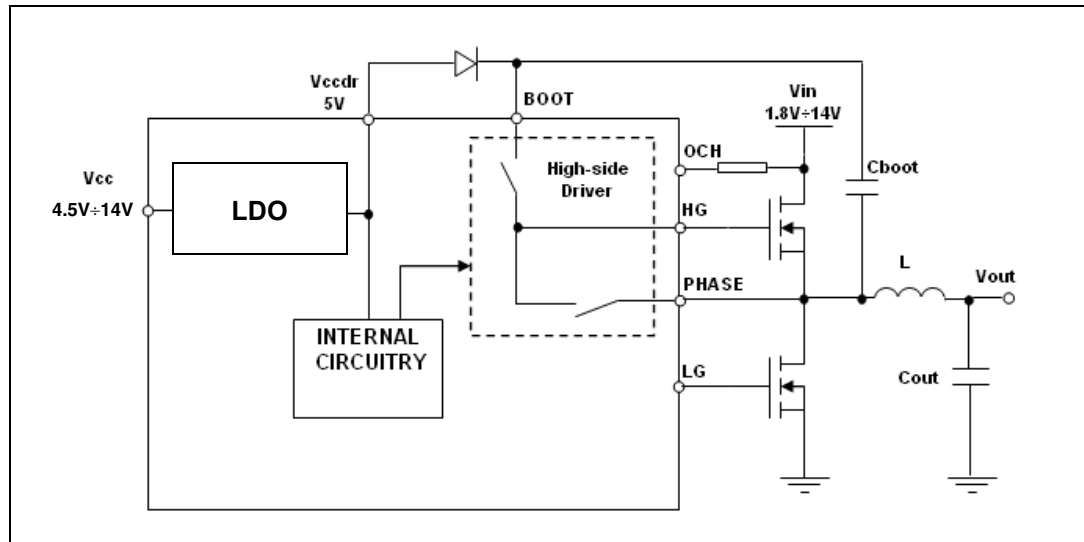 Vccdr
5V
BOOT
Vin
1.8V÷14V
OCH
High-side
Driver
Cboot
Vcc
4.5V÷14V
LDO
HG
L
Vout
PHASE
INTERNAL
CIRCUITRY
LG
Cout